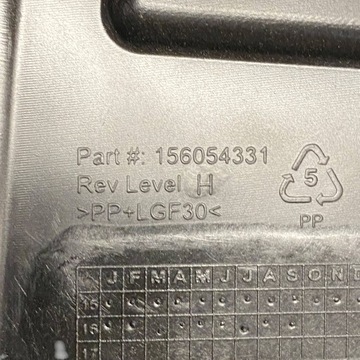 Part #: 156054331
Rev Level H
>PP+LGF30<
5
PP
J F M A M J J A S O N
15
16
17